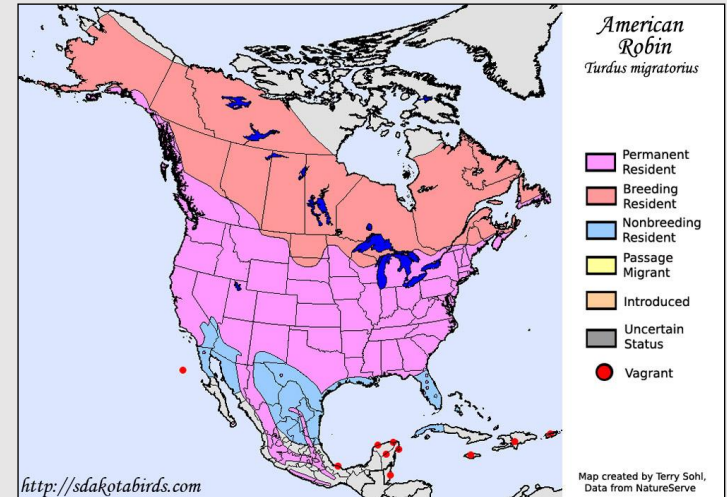 American
Robin
Turdus migratorius
Permanent
Resident
Breeding
Resident
Nonbreeding
Resident
Passage
Migrant
Introduced
Uncertain
Status
Vagrant
http://sdakotabirds.com
Map created by Terry Sohl,
Data from NatureServe